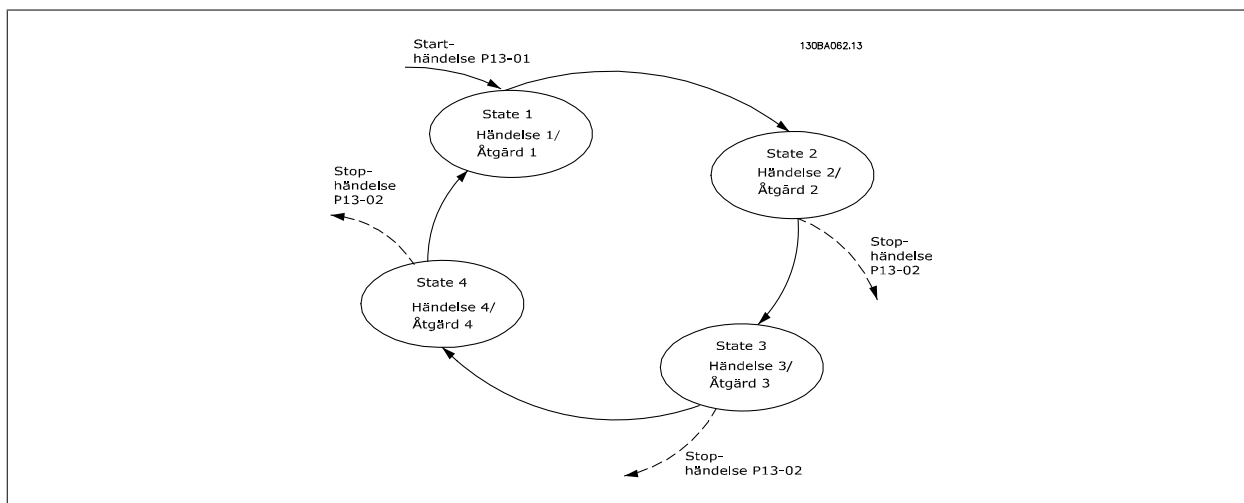 Start-
händelse P13-01
130BA062.13
State 1
Händelse 1/
Åtgärd 1
State 2
Händelse 2/
Åtgärd 2
Stop-
händelse
P13-02
Stop-
händelse
P13-02
State 4
Händelse 4/
Åtgärd 4
State 3
Händelse 3/
Åtgärd 3
Stop-
händelse P13-02